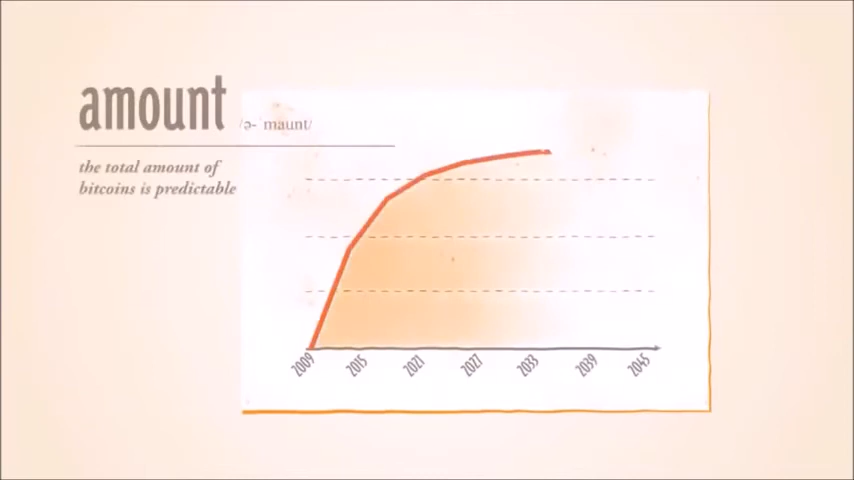 amount /ə-ˈmaunt/
the total amount of
bitcoins is predictable
2009 2015 2021 2027 2033 2039 2045